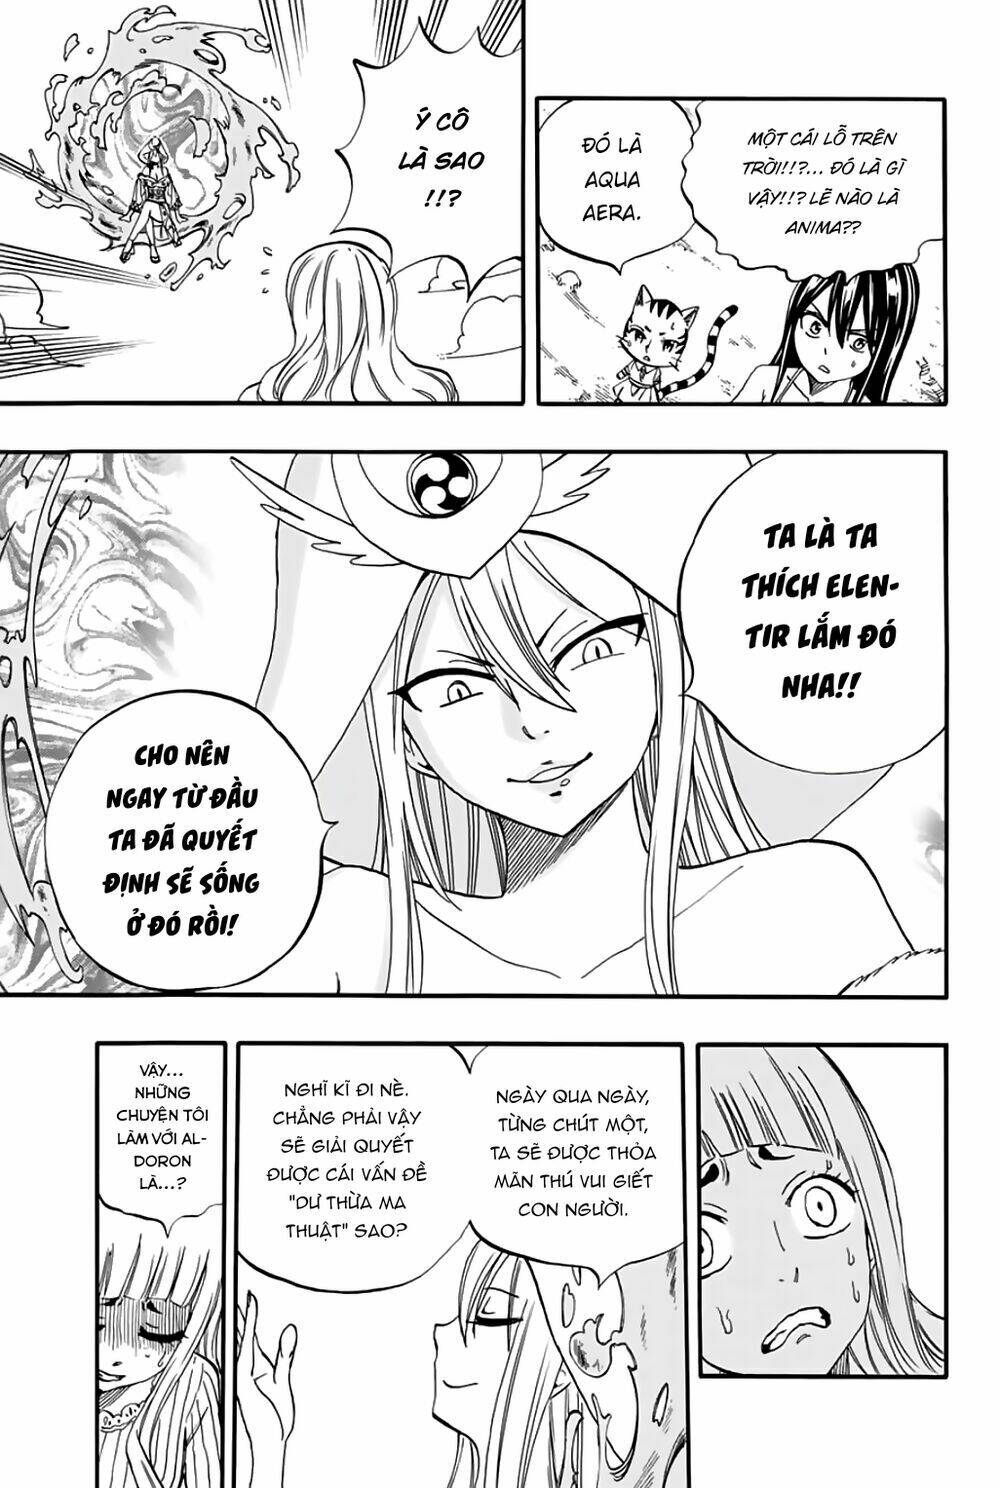 MỘT CÁI LỖ TRÊN
TRỜI!!?... ĐÓ LÀ GÌ
VẬY!!? LẼ NÀO LÀ
ANIMA??
ĐÓ LÀ
AQUA
AERA.
Ý CÔ
LÀ SAO
!!?
TA LÀ TA
THÍCH ELEN-
TIR LẮM ĐÓ
NHA!!
CHO NÊN
NGAY TỪ ĐẦU
TA ĐÃ QUYẾT
ĐỊNH SẼ SỐNG
Ở ĐÓ RỒI!
NGÀY QUA NGÀY,
TỪNG CHÚT MỘT,
TA SẼ ĐƯỢC THỎA
MÃN THÚ VUI GIẾT
CON NGƯỜI.
NGHĨ KĨ ĐI NÈ.
CHẲNG PHẢI VẬY
SẼ GIẢI QUYẾT
ĐƯỢC CÁI VẤN ĐỀ
"DƯ THỪA MA
THUẬT" SAO?
VẬY...
NHỮNG
CHUYỆN TÔI
LÀM VỚI AL-
DORON
LÀ...?